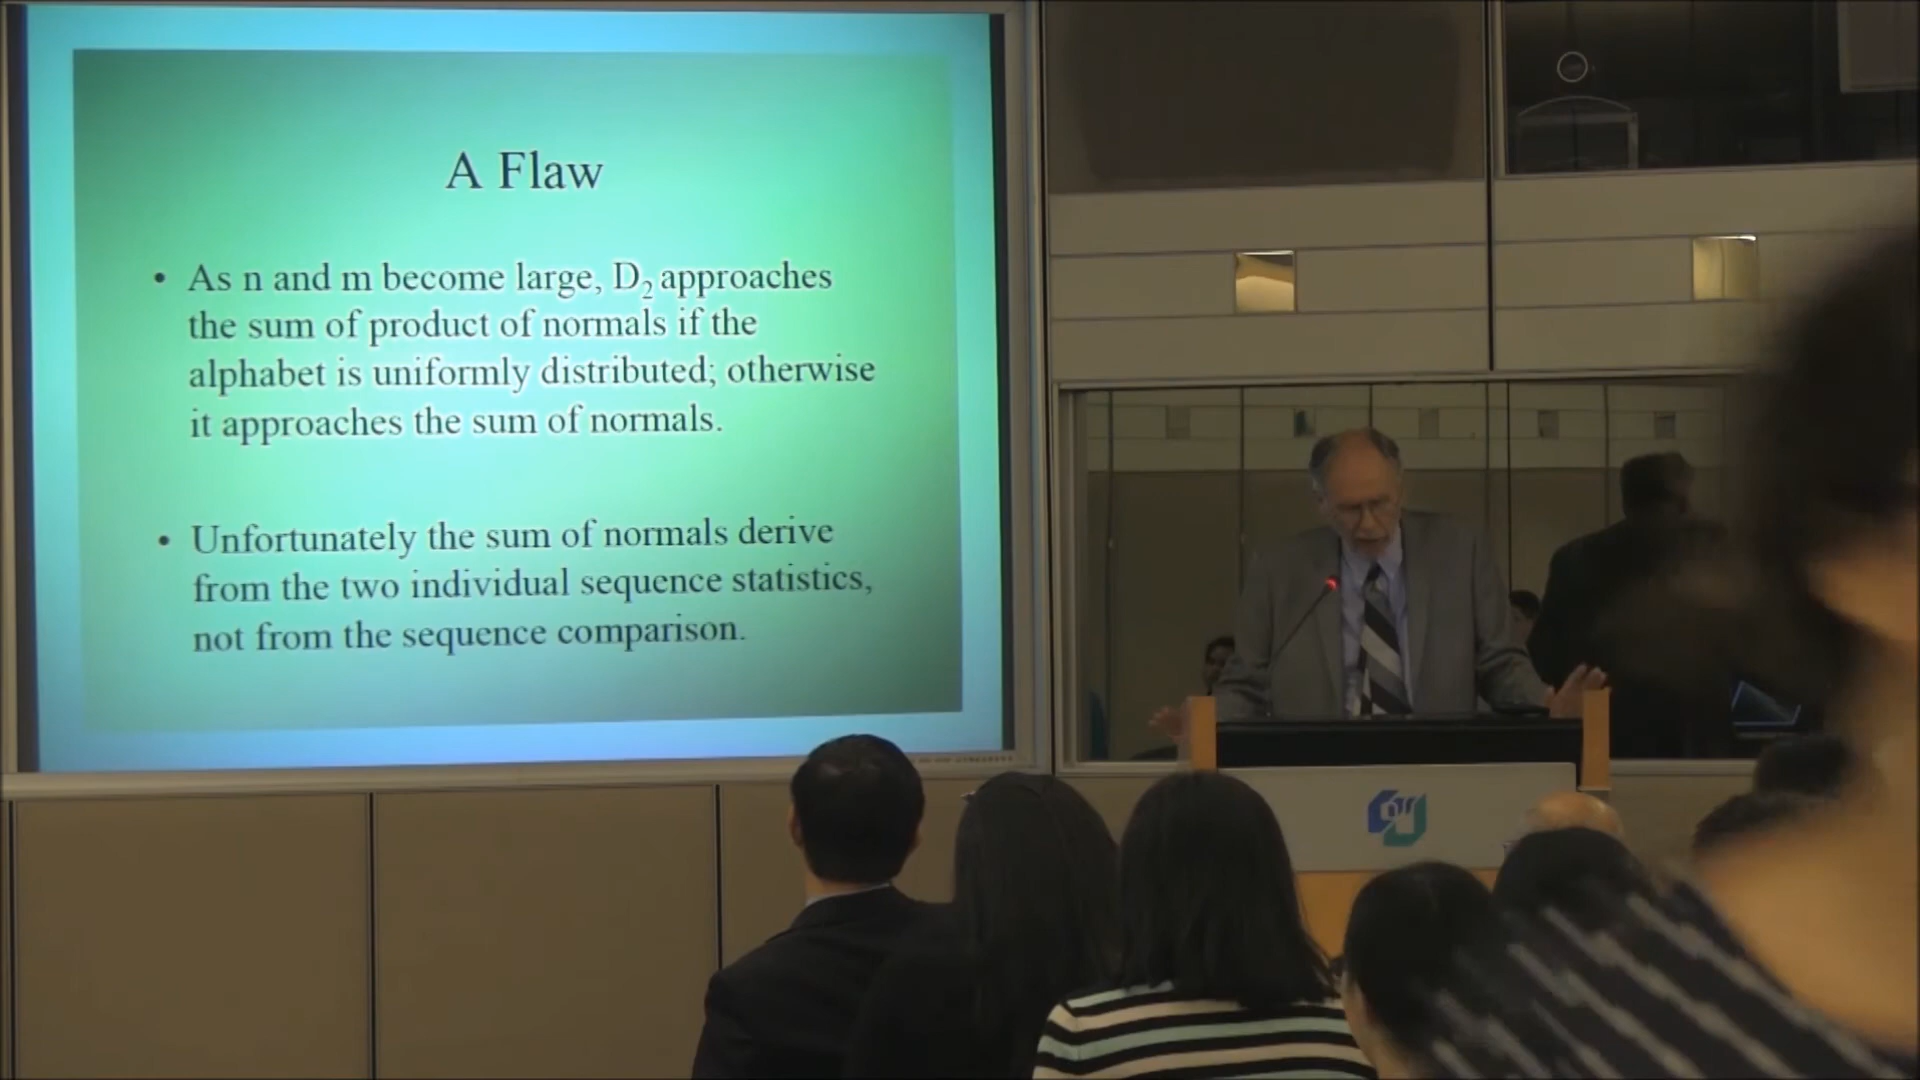 A Flaw
• As n and m become large, D₂ approaches
the sum of product of normals if the
alphabet is uniformly distributed; otherwise
it approaches the sum of normals.
• Unfortunately the sum of normals derive
from the two individual sequence statistics,
not from the sequence comparison.